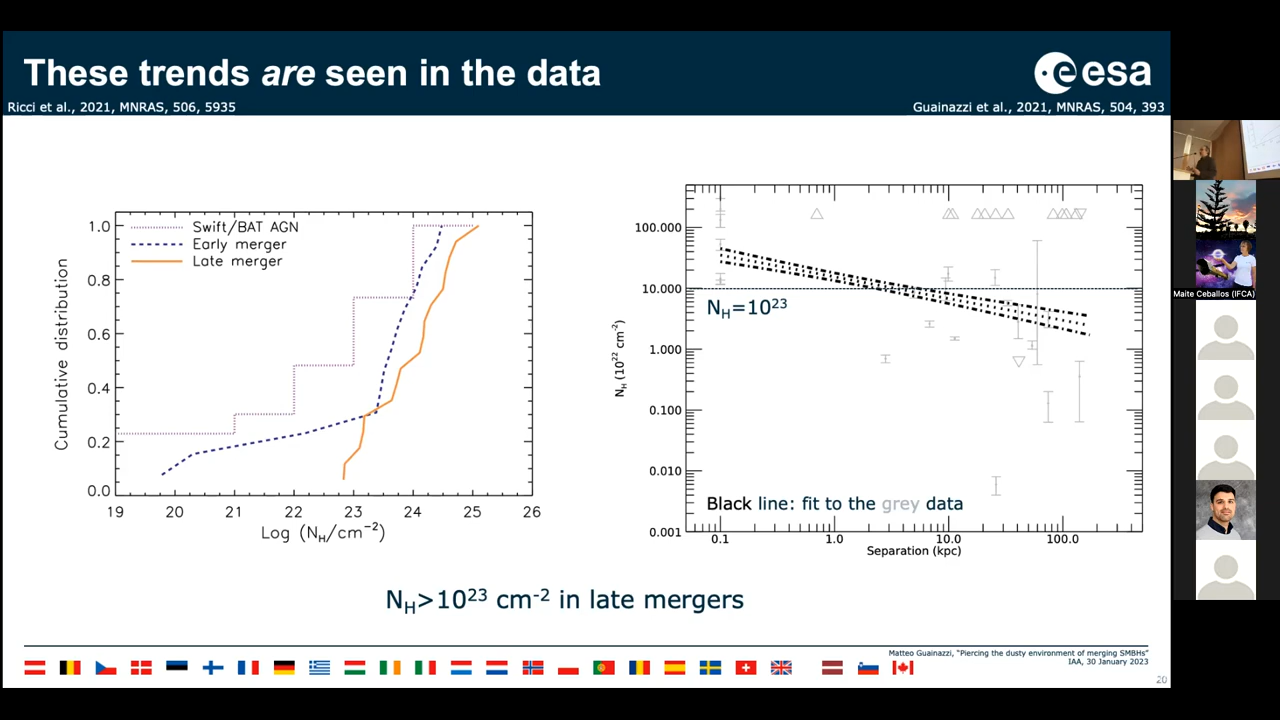 These trends are seen in the data
esa
Ricci et al., 2021, MNRAS, 506, 5935
Guainazzi et al., 2021, MNRAS, 504, 393
Swift/BAT AGN
Early merger
Late merger
Cumulative distribution
1.0
0.8
0.6
0.4
0.2
0.0
19 20 21 22 23 24 25 26
Log (N_H/cm⁻²)
N_H (10²² cm⁻²)
100.000
10.000
1.000
0.100
0.010
0.001
N_H=10²³
Black line: fit to the grey data
0.1 1.0 10.0 100.0
Separation (kpc)
N_H>10²³ cm⁻² in late mergers
Matteo Guainazzi, "Piercing the dusty environment of merging SMBHs"
IAA, 30 January 2023
20
Maite Ceballos (IFCA)